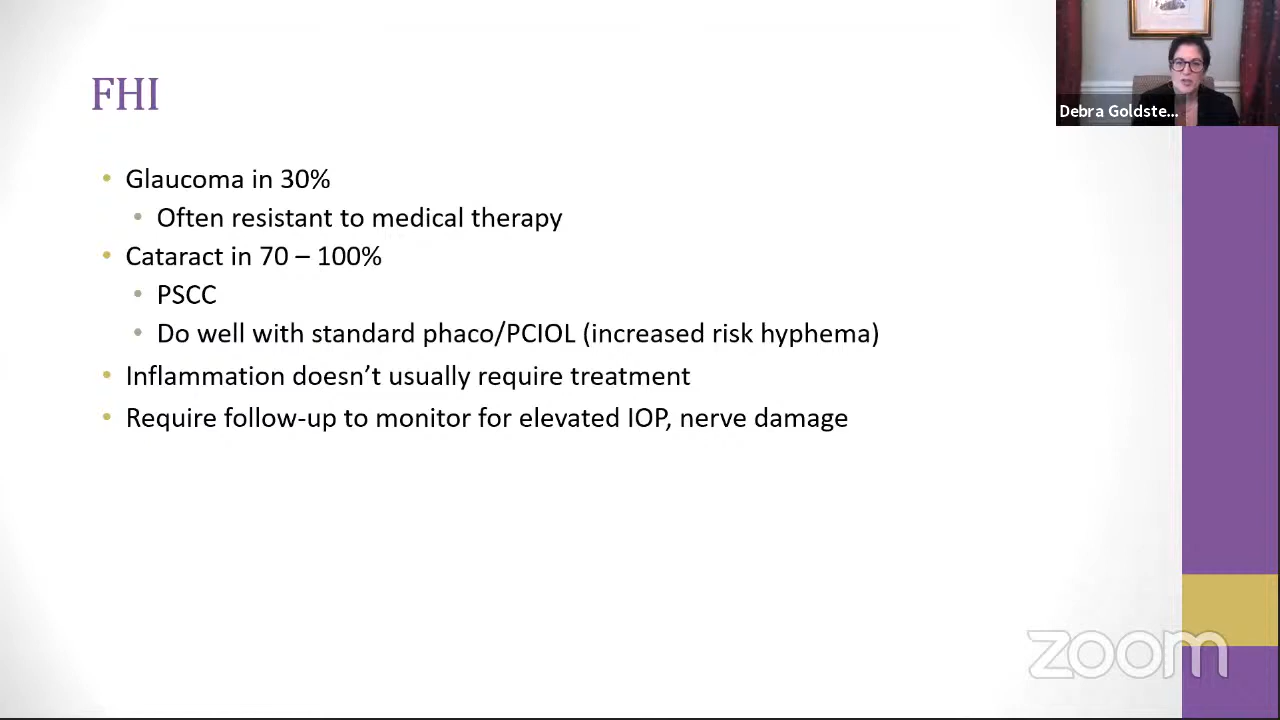 FHI
Debra Goldste...
• Glaucoma in 30%
• Often resistant to medical therapy
• Cataract in 70 – 100%
• PSCC
• Do well with standard phaco/PCIOL (increased risk hyphema)
• Inflammation doesn’t usually require treatment
• Require follow-up to monitor for elevated IOP, nerve damage
zoom